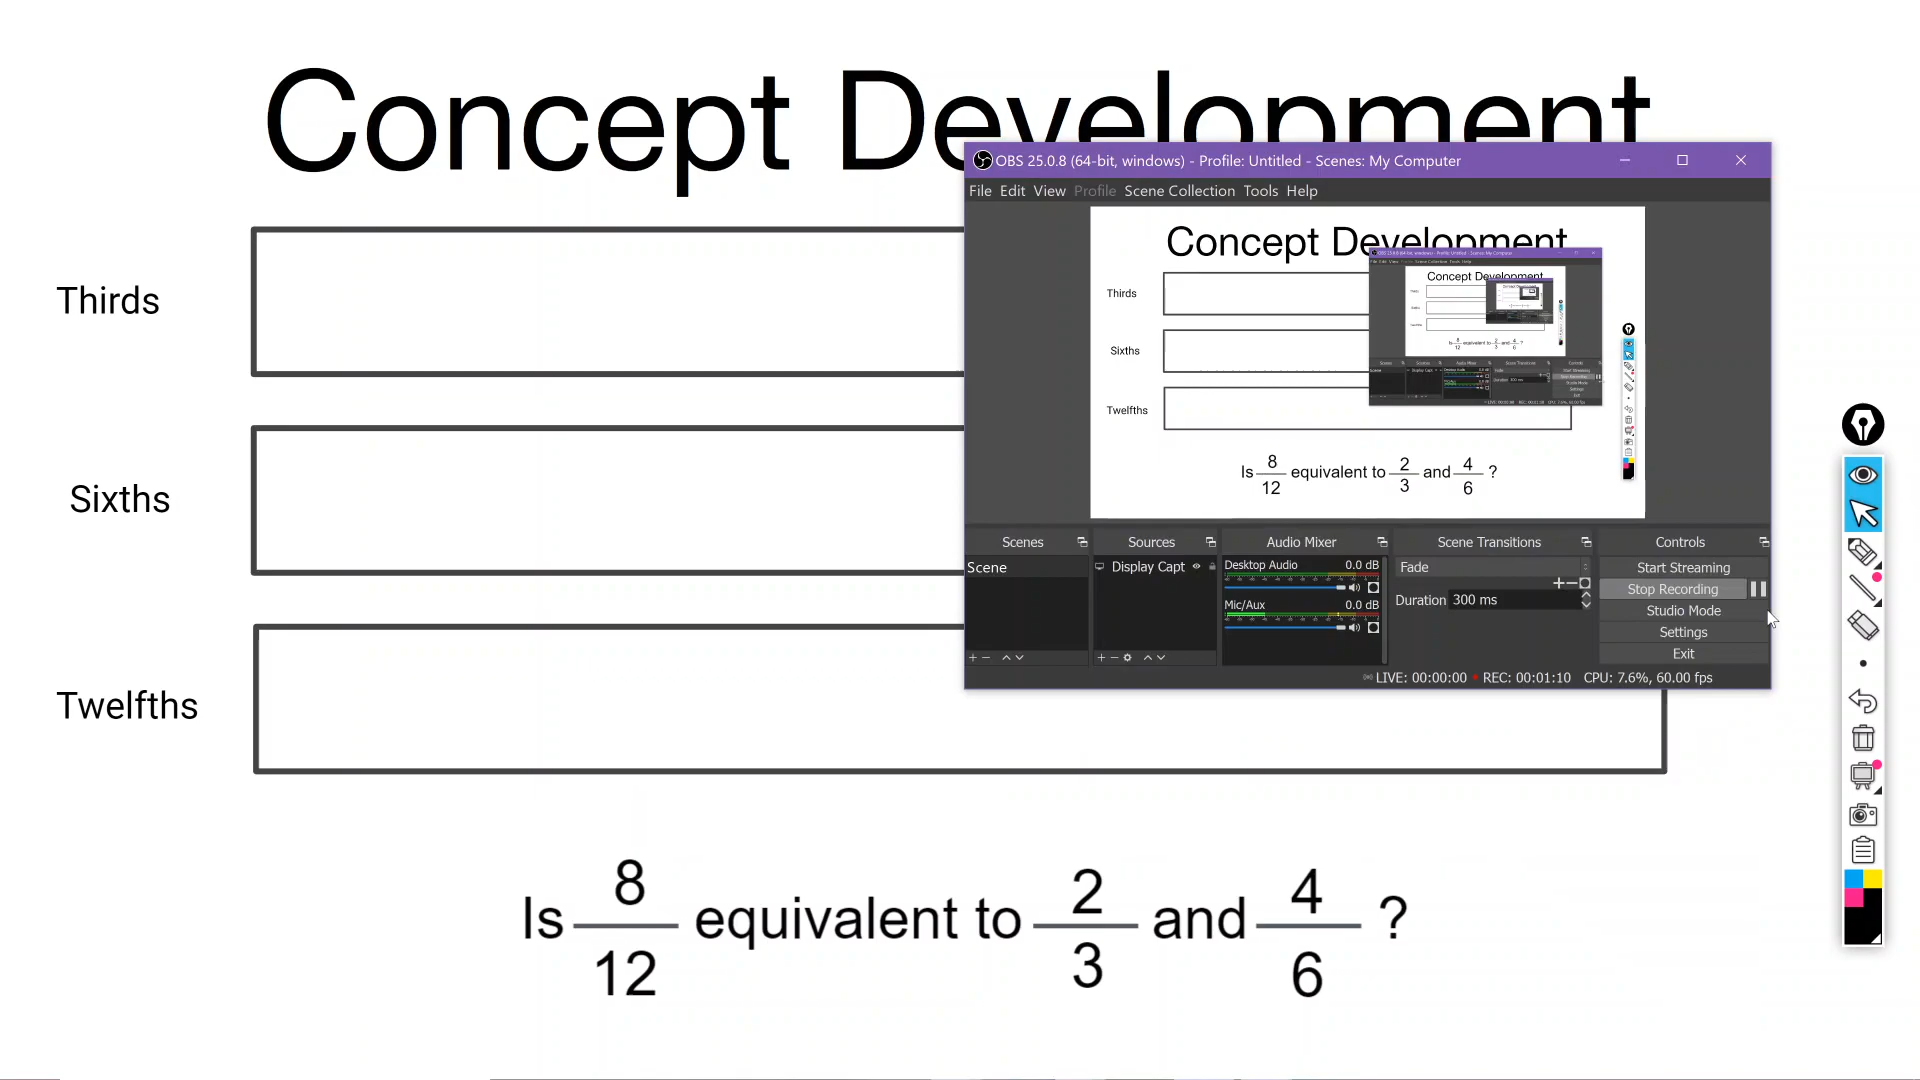 Concept Development
OBS 25.0.8 (64-bit, windows) - Profile: Untitled - Scenes: My Computer
File Edit View Profile Scene Collection Tools Help
Concept Development
Thirds
Sixths
Twelfths
Is 8/12 equivalent to 2/3 and 4/6 ?
Concept Development
Scenes Sources Audio Mixer Scene Transitions Controls
Scene
Display Capt
Desktop Audio 0.0 dB
Mic/Aux 0.0 dB
Fade
Duration 300 ms
Start Streaming
Stop Recording
Studio Mode
Settings
Exit
LIVE: 00:00:00 REC: 00:01:10 CPU: 7.6%, 60.00 fps
Thirds
Sixths
Twelfths
Is 8/12 equivalent to 2/3 and 4/6 ?